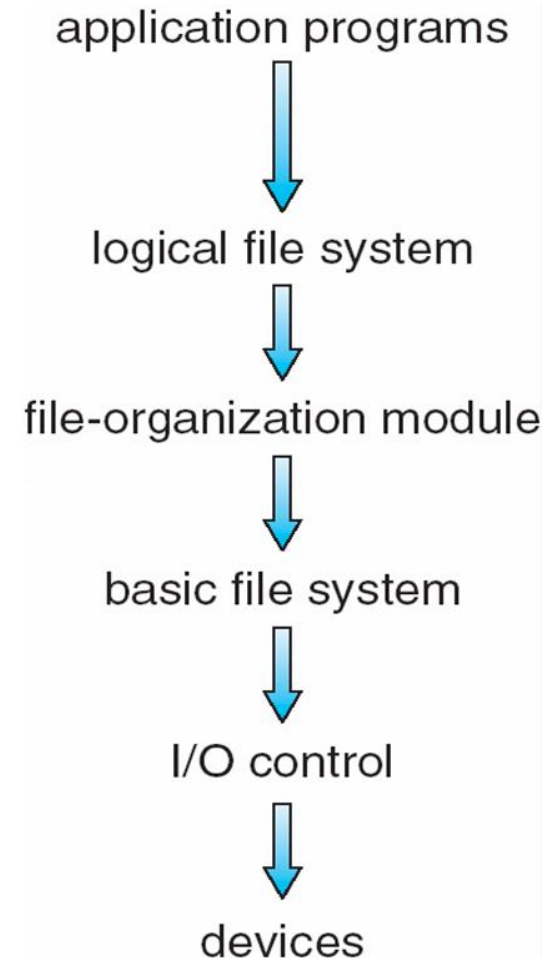 application programs
logical file system
file-organization module
basic file system
I/O control
devices